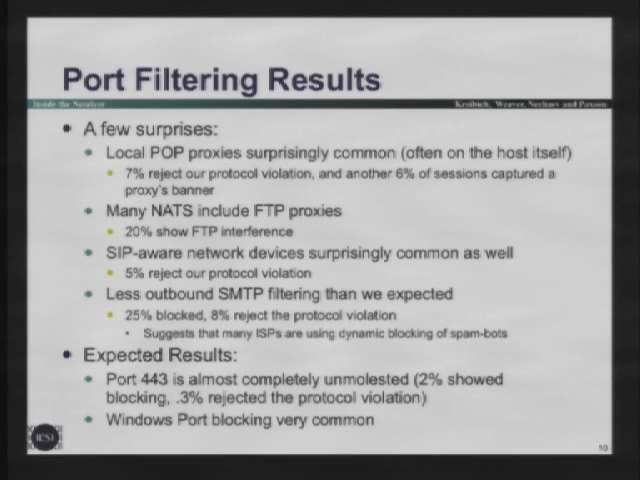 Port Filtering Results
Inside the Netalyzr
Kreibich, Weaver, Nechaev and Paxson
• A few surprises:
• Local POP proxies surprisingly common (often on the host itself)
• 7% reject our protocol violation, and another 6% of sessions captured a
proxy's banner
• Many NATS include FTP proxies
• 20% show FTP interference
• SIP-aware network devices surprisingly common as well
• 5% reject our protocol violation
• Less outbound SMTP filtering than we expected
• 25% blocked, 8% reject the protocol violation
• Suggests that many ISPs are using dynamic blocking of spam-bots
• Expected Results:
• Port 443 is almost completely unmolested (2% showed
blocking, .3% rejected the protocol violation)
• Windows Port blocking very common
ICSI
10